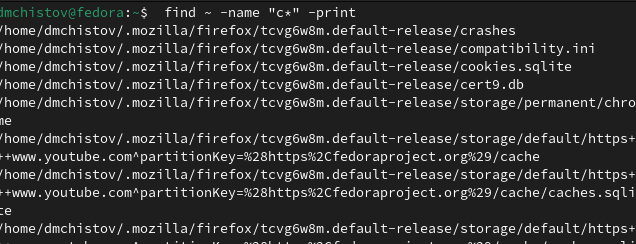 dmchistov@fedora:~$  find ~ -name "c*" -print
/home/dmchistov/.mozilla/firefox/tcvg6w8m.default-release/crashes
/home/dmchistov/.mozilla/firefox/tcvg6w8m.default-release/compatibility.ini
/home/dmchistov/.mozilla/firefox/tcvg6w8m.default-release/cookies.sqlite
/home/dmchistov/.mozilla/firefox/tcvg6w8m.default-release/cert9.db
/home/dmchistov/.mozilla/firefox/tcvg6w8m.default-release/storage/permanent/chro
me
/home/dmchistov/.mozilla/firefox/tcvg6w8m.default-release/storage/default/https+
++www.youtube.com^partitionKey=%28https%2Cfedoraproject.org%29/cache
/home/dmchistov/.mozilla/firefox/tcvg6w8m.default-release/storage/default/https+
++www.youtube.com^partitionKey=%28https%2Cfedoraproject.org%29/cache/caches.sqli
te
/home/dmchistov/.mozilla/firefox/tcvg6w8m.default-release/storage/default/https+